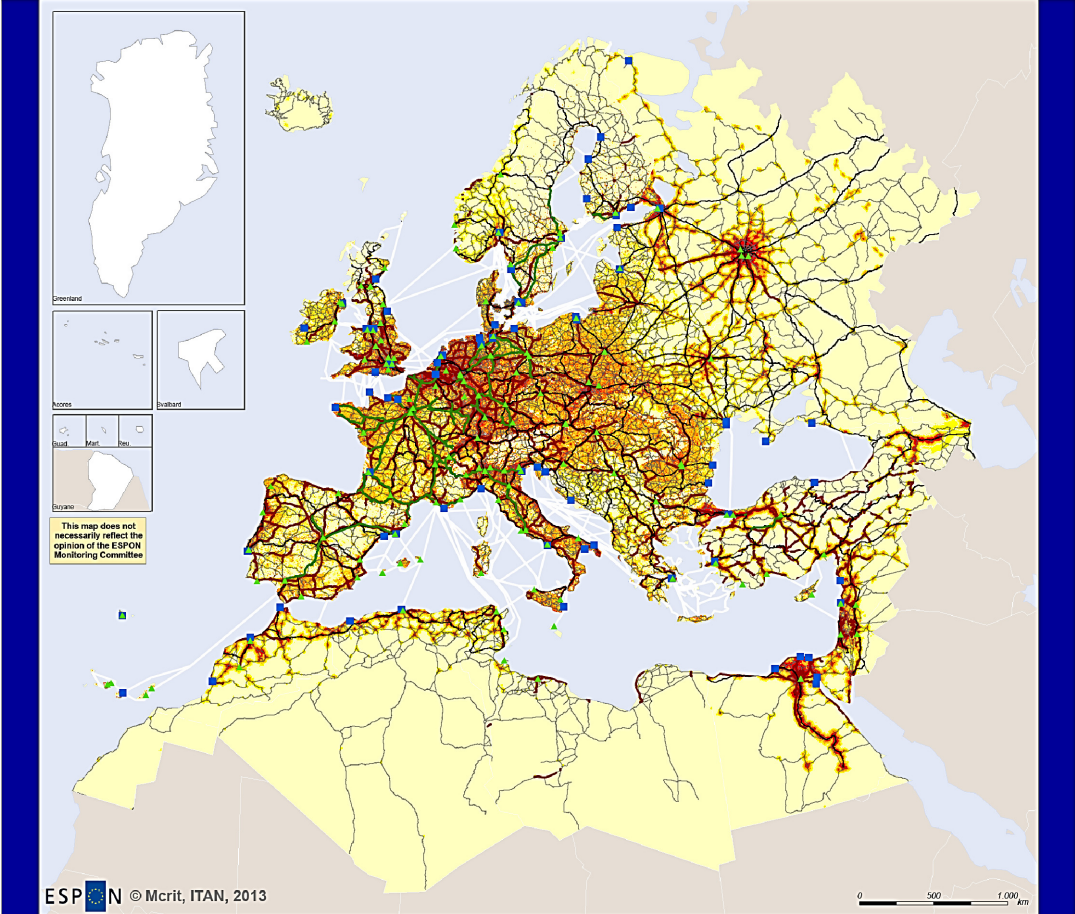 Greenland
Acores
Svalbard
Guad.
Mart.
Reu.
Guyane
This map does not
necessarily reflect the
opinion of the ESPON
Monitoring Committee
ESPON © Mcrit, ITAN, 2013
0 500 1.000
km